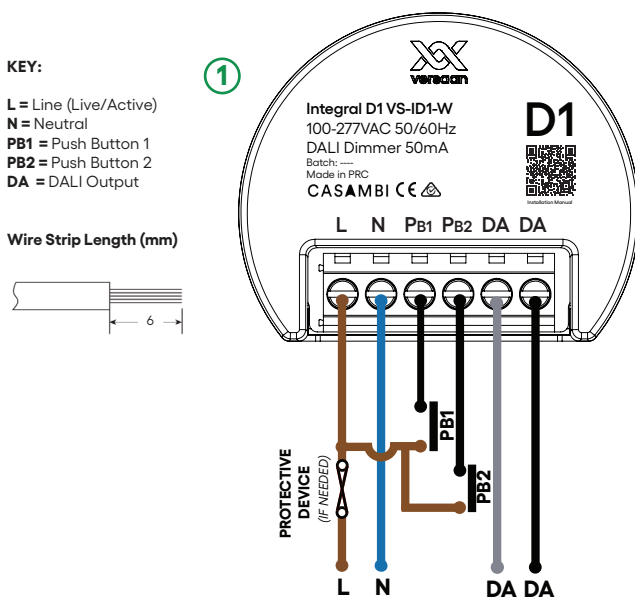 KEY:
L = Line (Live/Active)
N = Neutral
PB1 = Push Button 1
PB2 = Push Button 2
DA = DALI Output
Wire Strip Length (mm)
6
1
versaan
Integral D1 VS-ID1-W
100-277VAC 50/60Hz
DALI Dimmer 50mA
Batch: ----
Made in PRC
CASAMBI CE
D1
Installation Manual
L N PB1 PB2 DA DA
PB1
PB2
PROTECTIVE
DEVICE
(IF NEEDED)
L N DA DA